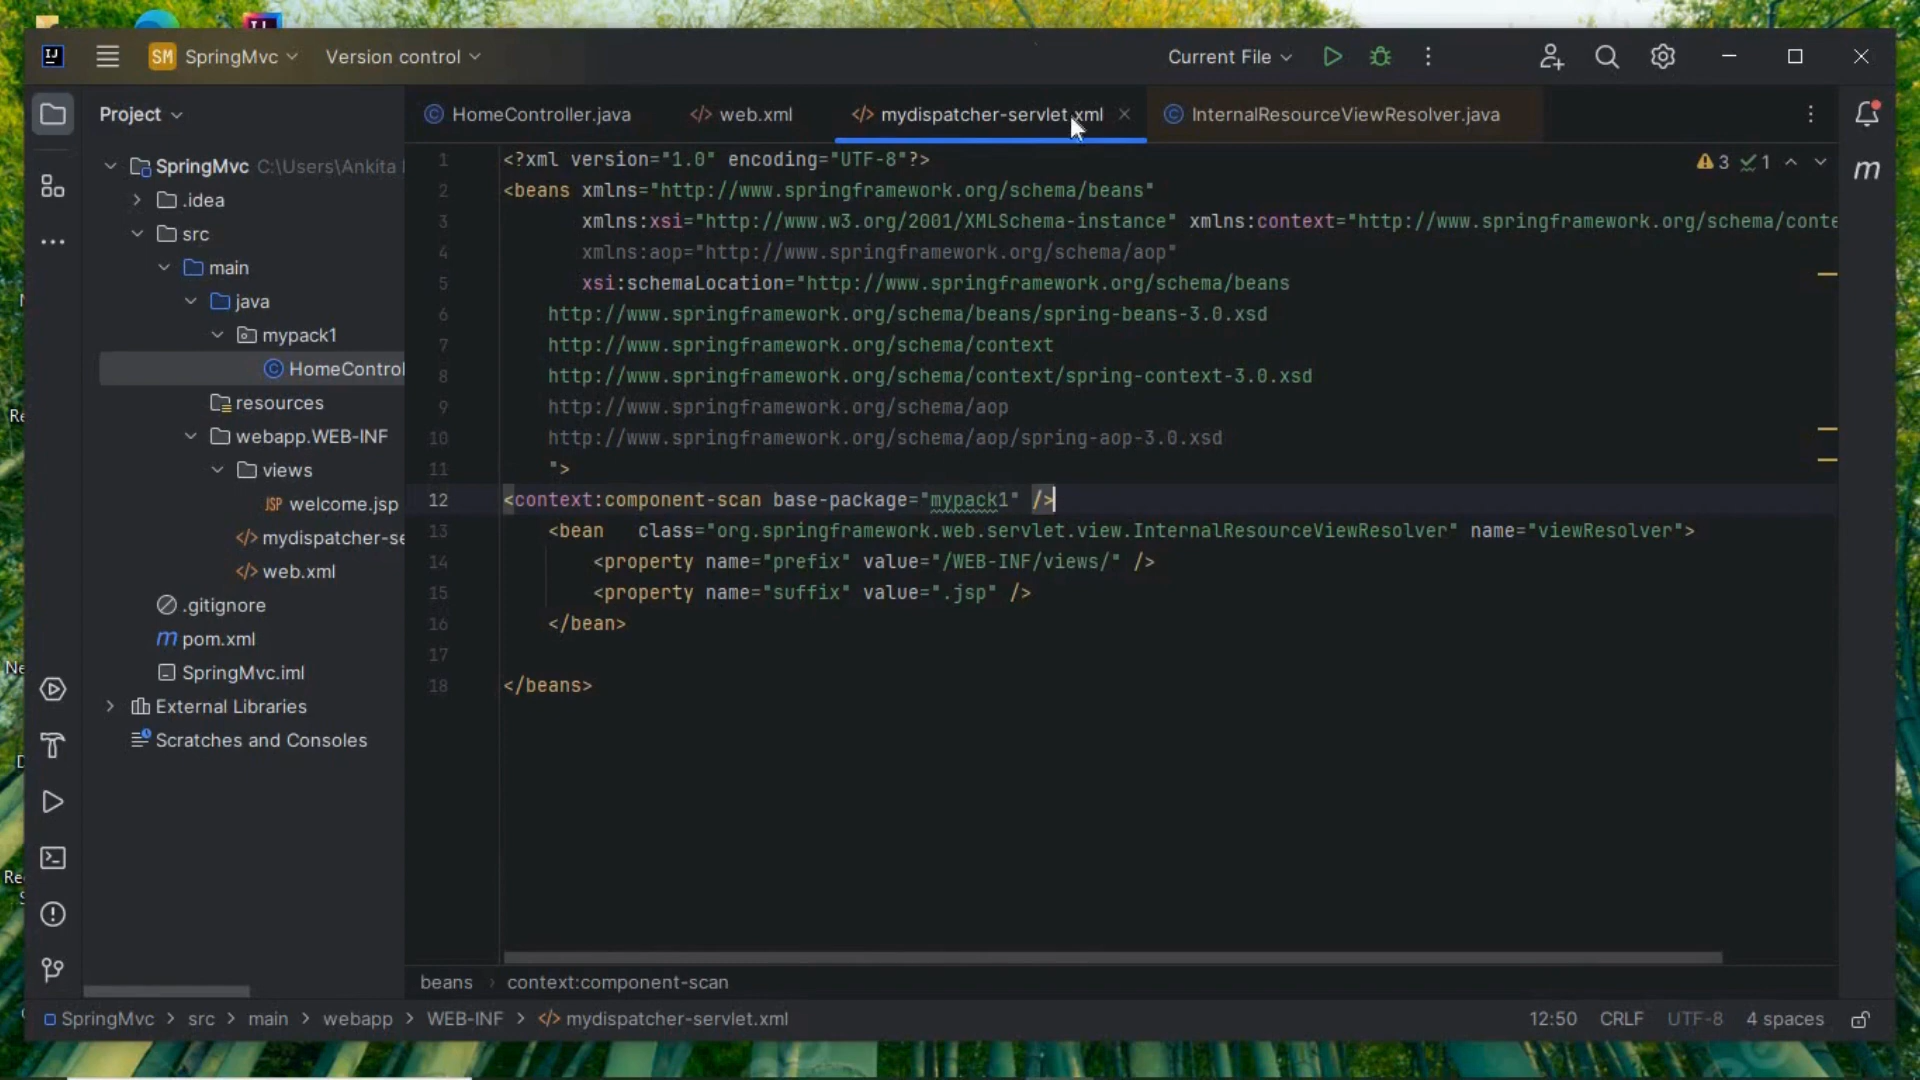 SM SpringMvc
Version control
Current File
Project
HomeController.java
web.xml
mydispatcher-servlet.xml
InternalResourceViewResolver.java
SpringMvc C:\Users\Ankita
.idea
src
main
java
mypack1
HomeControl
resources
webapp.WEB-INF
views
JSP welcome.jsp
mydispatcher-se
web.xml
.gitignore
m pom.xml
SpringMvc.iml
External Libraries
Scratches and Consoles
3 1
m
1 <?xml version="1.0" encoding="UTF-8"?>
2 <beans xmlns="http://www.springframework.org/schema/beans"
3 xmlns:xsi="http://www.w3.org/2001/XMLSchema-instance" xmlns:context="http://www.springframework.org/schema/conte
4 xmlns:aop="http://www.springframework.org/schema/aop"
5 xsi:schemaLocation="http://www.springframework.org/schema/beans
6 http://www.springframework.org/schema/beans/spring-beans-3.0.xsd
7 http://www.springframework.org/schema/context
8 http://www.springframework.org/schema/context/spring-context-3.0.xsd
9 http://www.springframework.org/schema/aop
10 http://www.springframework.org/schema/aop/spring-aop-3.0.xsd
11 ">
12 <context:component-scan base-package="mypack1" />
13 <bean class="org.springframework.web.servlet.view.InternalResourceViewResolver" name="viewResolver">
14 <property name="prefix" value="/WEB-INF/views/" />
15 <property name="suffix" value=".jsp" />
16 </bean>
17
18 </beans>
beans > context:component-scan
SpringMvc > src > main > webapp > WEB-INF > mydispatcher-servlet.xml
12:50 CRLF UTF-8 4 spaces